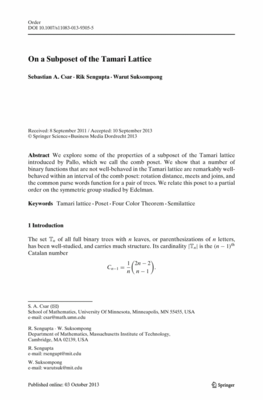 Order
DOI 10.1007/s11083-013-9305-5
On a Subposet of the Tamari Lattice
Sebastian A. Csar · Rik Sengupta · Warut Suksompong
Received: 8 September 2011 / Accepted: 10 September 2013
© Springer Science+Business Media Dordrecht 2013
Abstract We explore some of the properties of a subposet of the Tamari lattice
introduced by Pallo, which we call the comb poset. We show that a number of
binary functions that are not well-behaved in the Tamari lattice are remarkably well-
behaved within an interval of the comb poset: rotation distance, meets and joins, and
the common parse words function for a pair of trees. We relate this poset to a partial
order on the symmetric group studied by Edelman.
Keywords Tamari lattice · Poset · Four Color Theorem · Semilattice
1 Introduction
The set 𝕋ₙ of all full binary trees with n leaves, or parenthesizations of n letters,
has been well-studied, and carries much structure. Its cardinality |𝕋ₙ| is the (n − 1)th
Catalan number
Cₙ₋₁ = 1/n (2n − 2 n − 1).
S. A. Csar (✉)
School of Mathematics, University Of Minnesota, Minneapolis, MN 55455, USA
e-mail: csar@math.umn.edu
R. Sengupta · W. Suksompong
Department of Mathematics, Massachusetts Institute of Technology,
Cambridge, MA 02139, USA
R. Sengupta
e-mail: rsengupt@mit.edu
W. Suksompong
e-mail: warutsuk@mit.edu
Published online: 03 October 2013
Springer